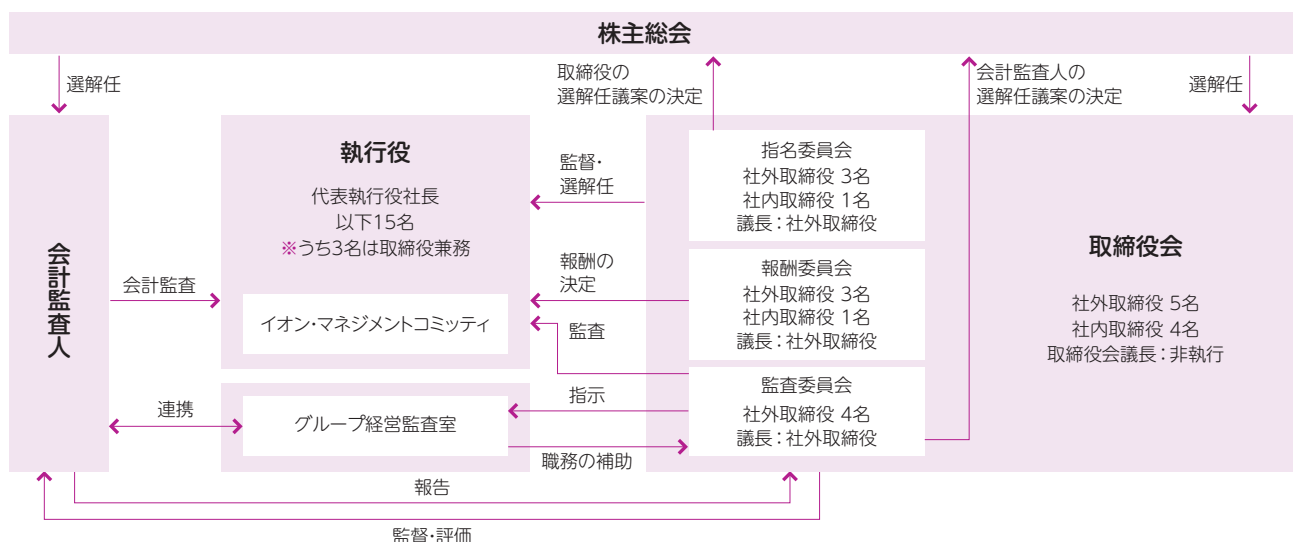 株主総会
選解任
取締役の
選解任議案の決定
会計監査人の
選解任議案の決定
選解任
会計監査人
会計監査
連携
執行役
代表執行役社長
以下15名
※うち3名は取締役兼務
イオン・マネジメントコミッティ
グループ経営監査室
監督・
選解任
報酬の
決定
監査
指示
職務の補助
指名委員会
社外取締役 3名
社内取締役 1名
議長：社外取締役
報酬委員会
社外取締役 3名
社内取締役 1名
議長：社外取締役
監査委員会
社外取締役 4名
議長：社外取締役
取締役会
社外取締役 5名
社内取締役 4名
取締役会議長：非執行
報告
監督・評価